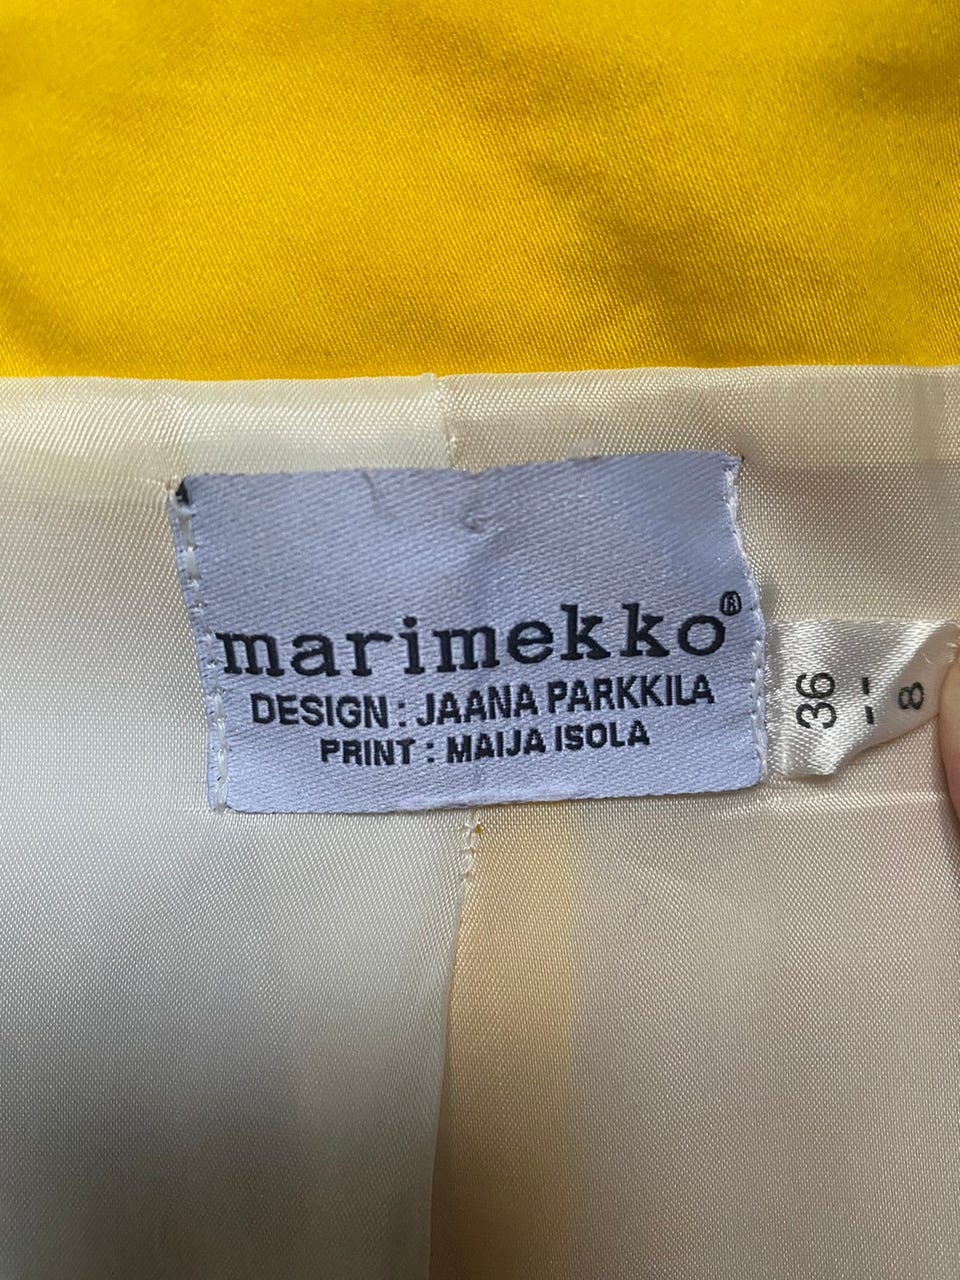 marimekko®
DESIGN : JAANA PARKKILA
PRINT : MAIJA ISOLA
36
8